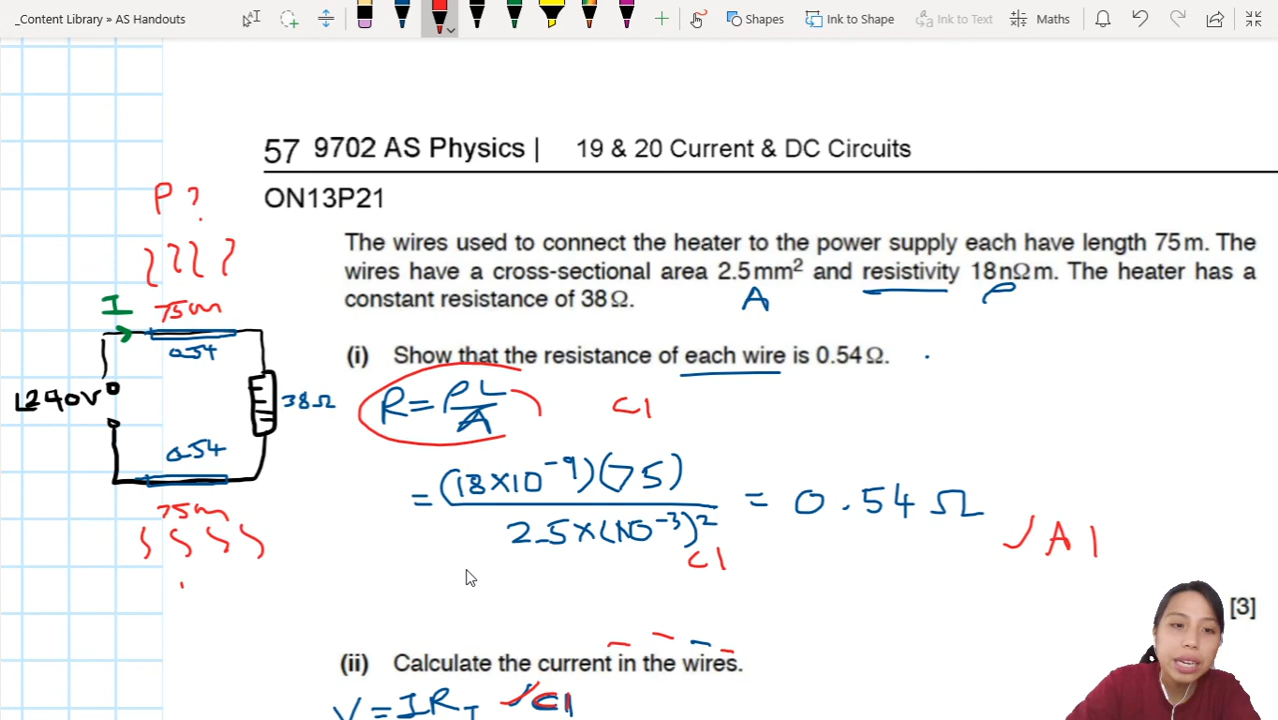 _Content Library » AS Handouts
Shapes
Ink to Shape
Ink to Text
Maths
57 9702 AS Physics | 19 & 20 Current & DC Circuits
ON13P21
The wires used to connect the heater to the power supply each have length 75 m. The
wires have a cross-sectional area 2.5 mm² and resistivity 18 nΩ m. The heater has a
constant resistance of 38 Ω.
A
ρ
(i) Show that the resistance of each wire is 0.54 Ω.
R = ρL/A C1
= (18×10⁻⁹)(75) / 2.5×(10⁻³)² = 0.54 Ω
C1
✓ A1
[3]
(ii) Calculate the current in the wires.
V = IR_T ✓C1
P ?
I
75m
0.54
240V
38Ω
0.54
75m